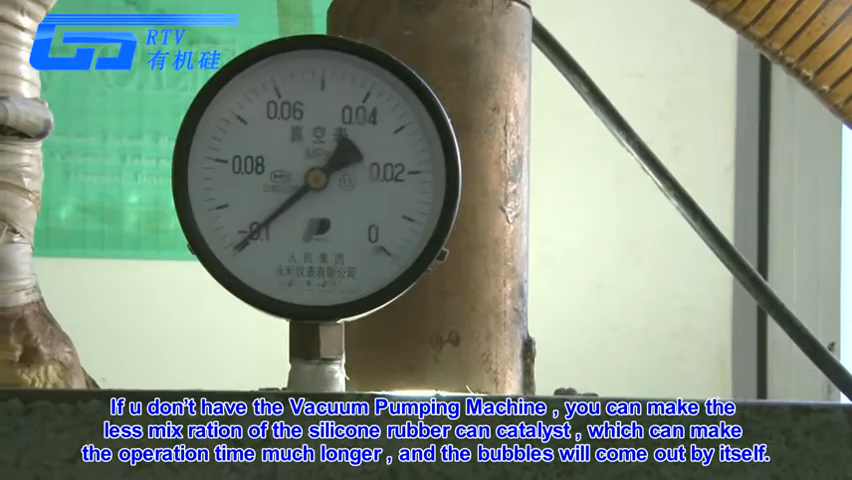 RTV
有机硅
0.06
0.04
真空表
MPa
0.08
0.02
-0.1
0
人民集团
If u don't have the Vacuum Pumping Machine , you can make the
less mix ration of the silicone rubber can catalyst , which can make
the operation time much longer , and the bubbles will come out by itself.